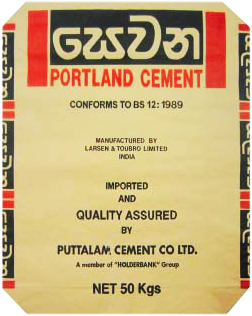 සෙවන
PORTLAND CEMENT
CONFORMS TO BS 12: 1989
MANUFACTURED BY
LARSEN & TOUBRO LIMITED
INDIA
IMPORTED
AND
QUALITY ASSURED
BY
PUTTALAM CEMENT CO LTD.
A member of "HOLDERBANK" Group
NET 50 Kgs